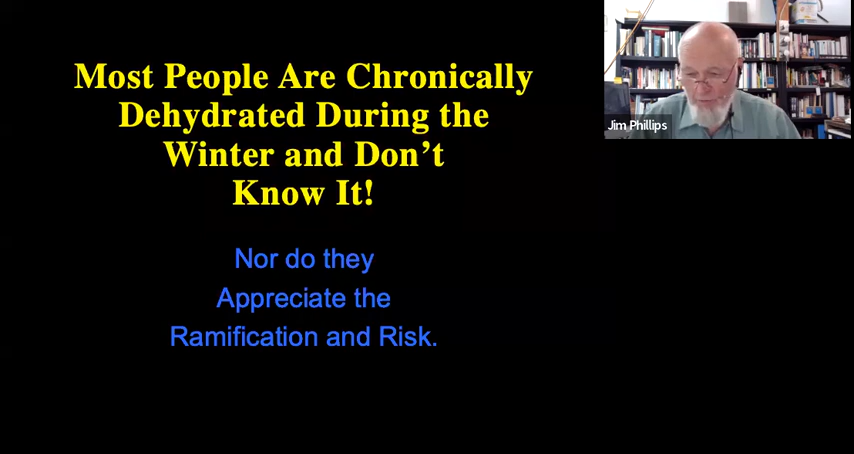 Most People Are Chronically
Dehydrated During the
Winter and Don’t
Know It!
Nor do they
Appreciate the
Ramification and Risk.
Jim Phillips